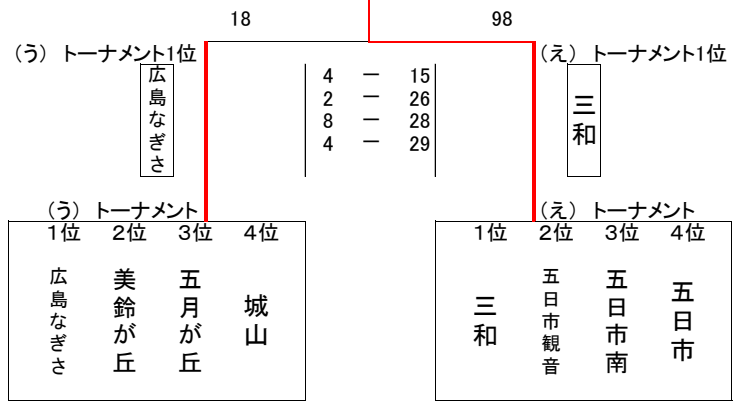 18 98
(う) トーナメント1位 (え) トーナメント1位
広島なぎさ
4 － 15
2 － 26
8 － 28
4 － 29
三和
(う) トーナメント (え) トーナメント
1位 2位 3位 4位 1位 2位 3位 4位
広島なぎさ
美鈴が丘
五月が丘
城山
三和
五日市観音
五日市南
五日市